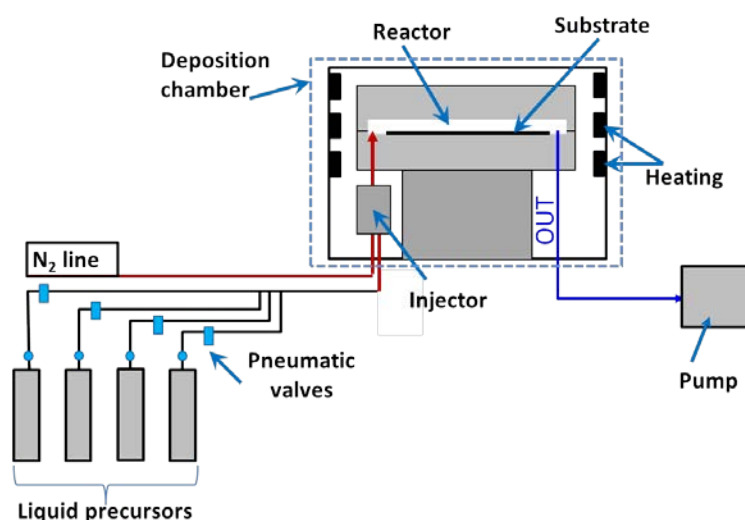 Reactor
Substrate
Deposition
chamber
Heating
OUT
N₂ line
Injector
Pneumatic
valves
Pump
Liquid precursors